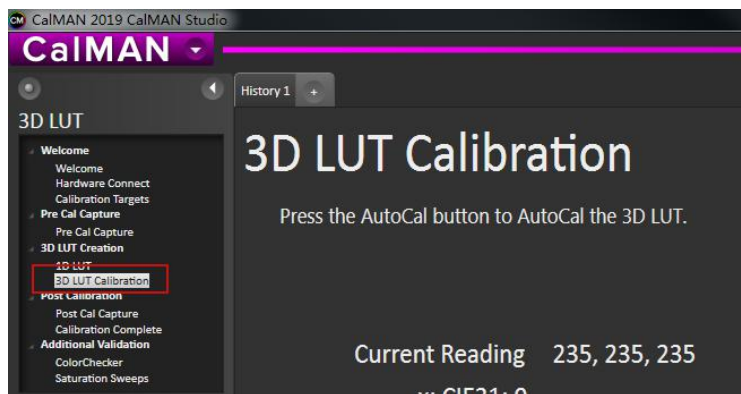 CM CalMAN 2019 CalMAN Studio
CalMAN
History 1 +
3D LUT
Welcome
Welcome
Hardware Connect
Calibration Targets
Pre Cal Capture
Pre Cal Capture
3D LUT Creation
1D LUT
3D LUT Calibration
Post Calibration
Post Cal Capture
Calibration Complete
Additional Validation
ColorChecker
Saturation Sweeps
3D LUT Calibration
Press the AutoCal button to AutoCal the 3D LUT.
Current Reading 235, 235, 235
x: CIE31: 0